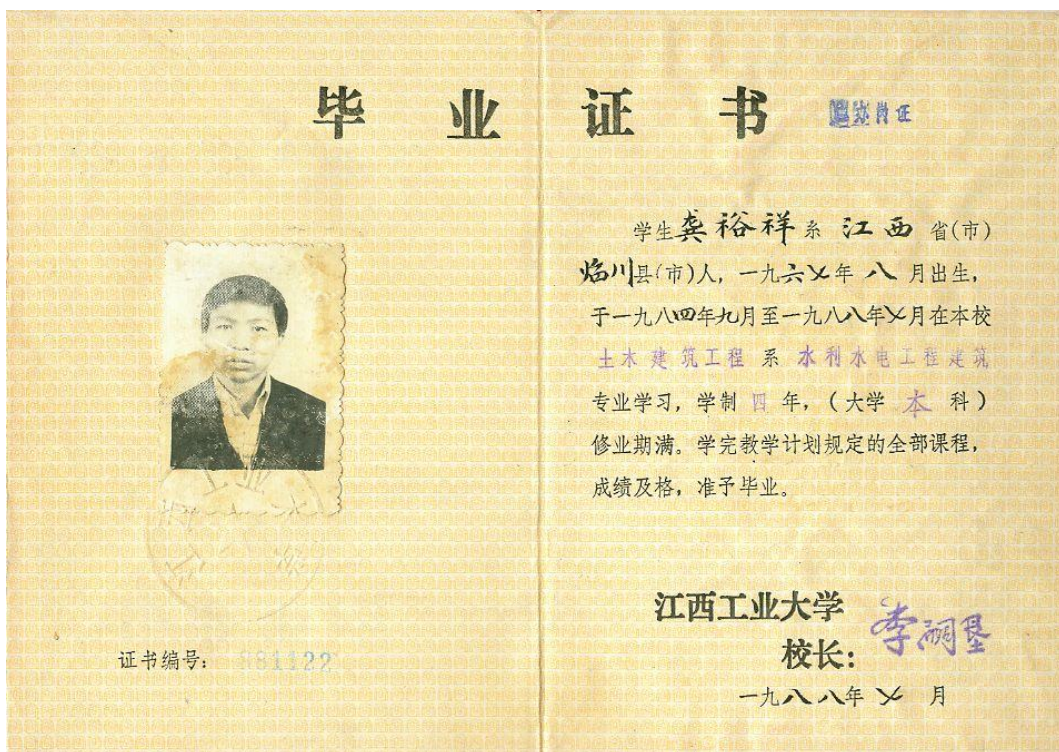 毕业证书
学生龚裕祥系江西省(市)
临川县(市)人，一九六七年八月出生，
于一九八四年九月至一九八八年七月在本校
土木建筑工程系水利水电工程建筑
专业学习，学制四年，(大学本科)
修业期满。学完教学计划规定的全部课程，
成绩及格，准予毕业。
江西工业大学
校长：李嗣垦
一九八八年七月
证书编号：881122